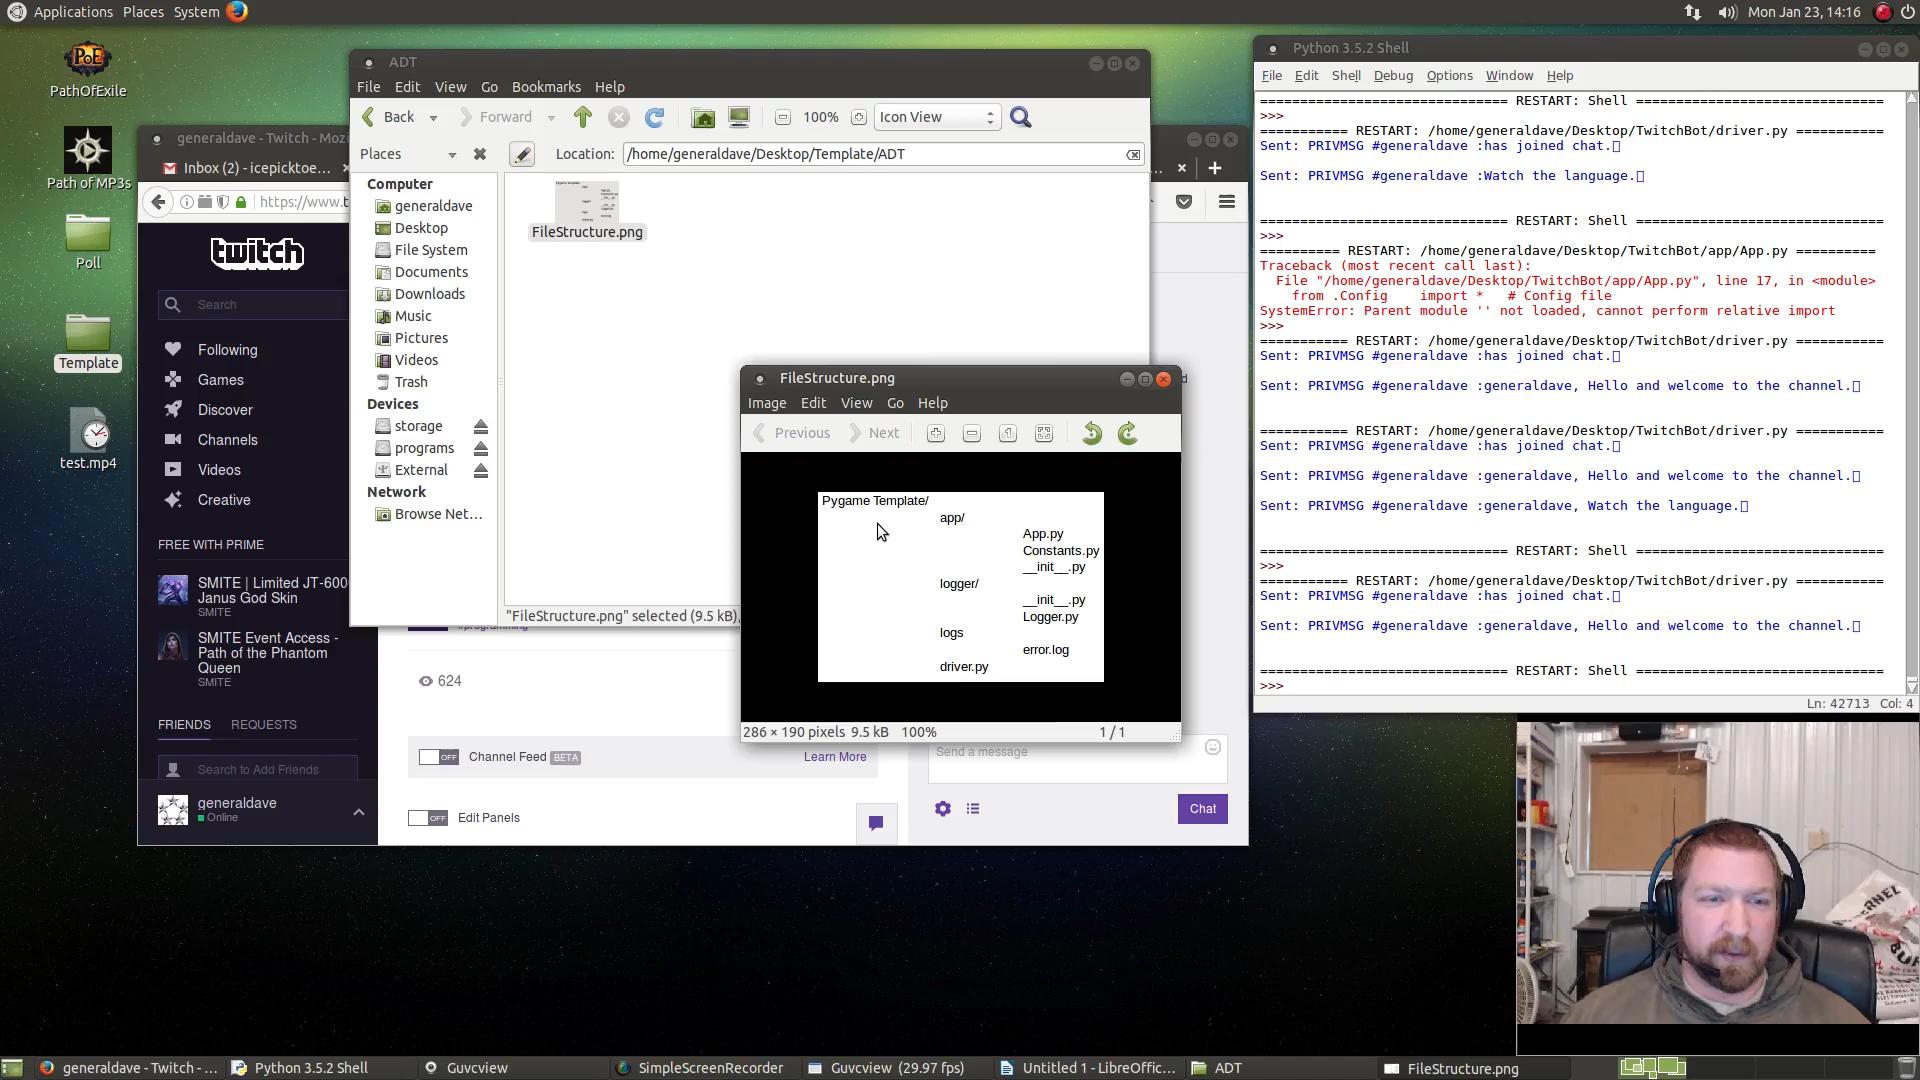 Applications Places System
Mon Jan 23, 14:16
PathOfExile
Path of MP3s
Poll
Template
test.mp4
generaldave - Twitch - Mozi
Inbox (2) - icepicktoe...
https://www.t
twitch
Search
Following
Games
Discover
Channels
Videos
Creative
FREE WITH PRIME
SMITE | Limited JT-600
Janus God Skin
SMITE
SMITE Event Access -
Path of the Phantom
Queen
SMITE
FRIENDS REQUESTS
Search to Add Friends
generaldave
Online
ADT
File Edit View Go Bookmarks Help
Back Forward 100% Icon View
Places Location: /home/generaldave/Desktop/Template/ADT
Computer
generaldave
Desktop
File System
Documents
Downloads
Music
Pictures
Videos
Trash
Devices
storage
programs
External
Network
Browse Net...
FileStructure.png
"FileStructure.png" selected (9.5 kB),
#programming
624
OFF Channel Feed BETA Learn More
OFF Edit Panels
Send a message
Chat
FileStructure.png
Image Edit View Go Help
Previous Next
Pygame Template/
app/
App.py
Constants.py
__init__.py
logger/
__init__.py
Logger.py
logs
error.log
driver.py
286 × 190 pixels 9.5 kB 100% 1 / 1
Python 3.5.2 Shell
File Edit Shell Debug Options Window Help
=============================== RESTART: Shell ===============================
>>>
=========== RESTART: /home/generaldave/Desktop/TwitchBot/driver.py ===========
Sent: PRIVMSG #generaldave :has joined chat.
Sent: PRIVMSG #generaldave :Watch the language.
=============================== RESTART: Shell ===============================
>>>
========== RESTART: /home/generaldave/Desktop/TwitchBot/app/App.py ==========
Traceback (most recent call last):
File "/home/generaldave/Desktop/TwitchBot/app/App.py", line 17, in <module>
from .Config import * # Config file
SystemError: Parent module '' not loaded, cannot perform relative import
>>>
=========== RESTART: /home/generaldave/Desktop/TwitchBot/driver.py ===========
Sent: PRIVMSG #generaldave :has joined chat.
Sent: PRIVMSG #generaldave :generaldave, Hello and welcome to the channel.
=========== RESTART: /home/generaldave/Desktop/TwitchBot/driver.py ===========
Sent: PRIVMSG #generaldave :has joined chat.
Sent: PRIVMSG #generaldave :generaldave, Hello and welcome to the channel.
Sent: PRIVMSG #generaldave :generaldave, Watch the language.
=============================== RESTART: Shell ===============================
>>>
=========== RESTART: /home/generaldave/Desktop/TwitchBot/driver.py ===========
Sent: PRIVMSG #generaldave :has joined chat.
Sent: PRIVMSG #generaldave :generaldave, Hello and welcome to the channel.
=============================== RESTART: Shell ===============================
>>>
Ln: 42713 Col: 4
generaldave - Twitch - ...
Python 3.5.2 Shell
Guvcview
SimpleScreenRecorder
Guvcview (29.97 fps)
Untitled 1 - LibreOffic...
ADT
FileStructure.png